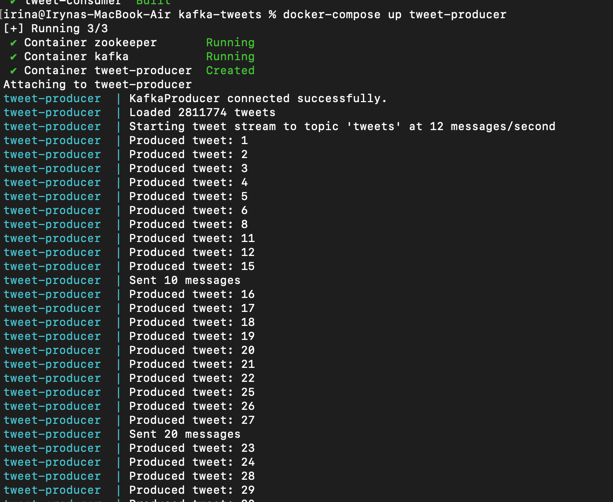 ✔ tweet-consumer Built
[irina@Irynas-MacBook-Air kafka-tweets % docker-compose up tweet-producer
[+] Running 3/3
✔ Container zookeeper Running
✔ Container kafka Running
✔ Container tweet-producer Created
Attaching to tweet-producer
tweet-producer | KafkaProducer connected successfully.
tweet-producer | Loaded 2811774 tweets
tweet-producer | Starting tweet stream to topic 'tweets' at 12 messages/second
tweet-producer | Produced tweet: 1
tweet-producer | Produced tweet: 2
tweet-producer | Produced tweet: 3
tweet-producer | Produced tweet: 4
tweet-producer | Produced tweet: 5
tweet-producer | Produced tweet: 6
tweet-producer | Produced tweet: 8
tweet-producer | Produced tweet: 11
tweet-producer | Produced tweet: 12
tweet-producer | Produced tweet: 15
tweet-producer | Sent 10 messages
tweet-producer | Produced tweet: 16
tweet-producer | Produced tweet: 17
tweet-producer | Produced tweet: 18
tweet-producer | Produced tweet: 19
tweet-producer | Produced tweet: 20
tweet-producer | Produced tweet: 21
tweet-producer | Produced tweet: 22
tweet-producer | Produced tweet: 25
tweet-producer | Produced tweet: 26
tweet-producer | Produced tweet: 27
tweet-producer | Sent 20 messages
tweet-producer | Produced tweet: 23
tweet-producer | Produced tweet: 24
tweet-producer | Produced tweet: 28
tweet-producer | Produced tweet: 29